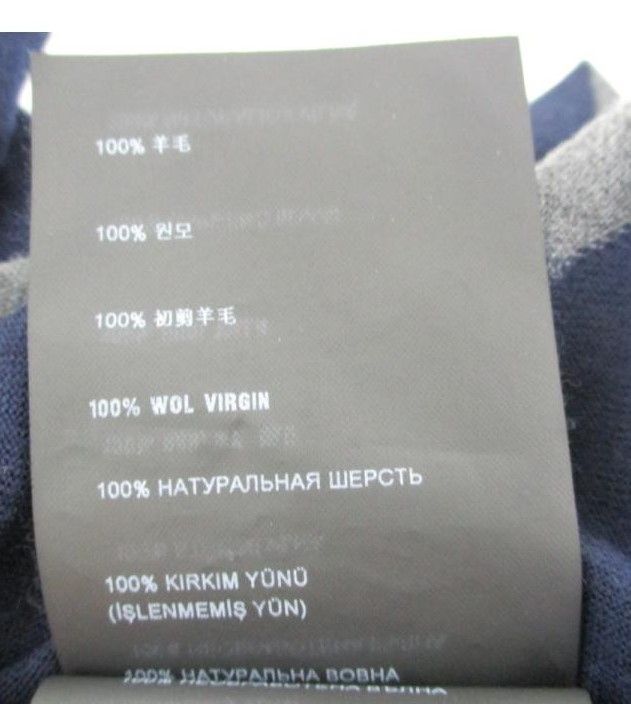 100% 羊毛
100% 원모
100% 初剪羊毛
100% WOL VIRGIN
100% НАТУРАЛЬНАЯ ШЕРСТЬ
100% KIRKIM YÜNÜ
(İŞLENMEMİŞ YÜN)
100% НАТУРАЛЬНА ВОВНА